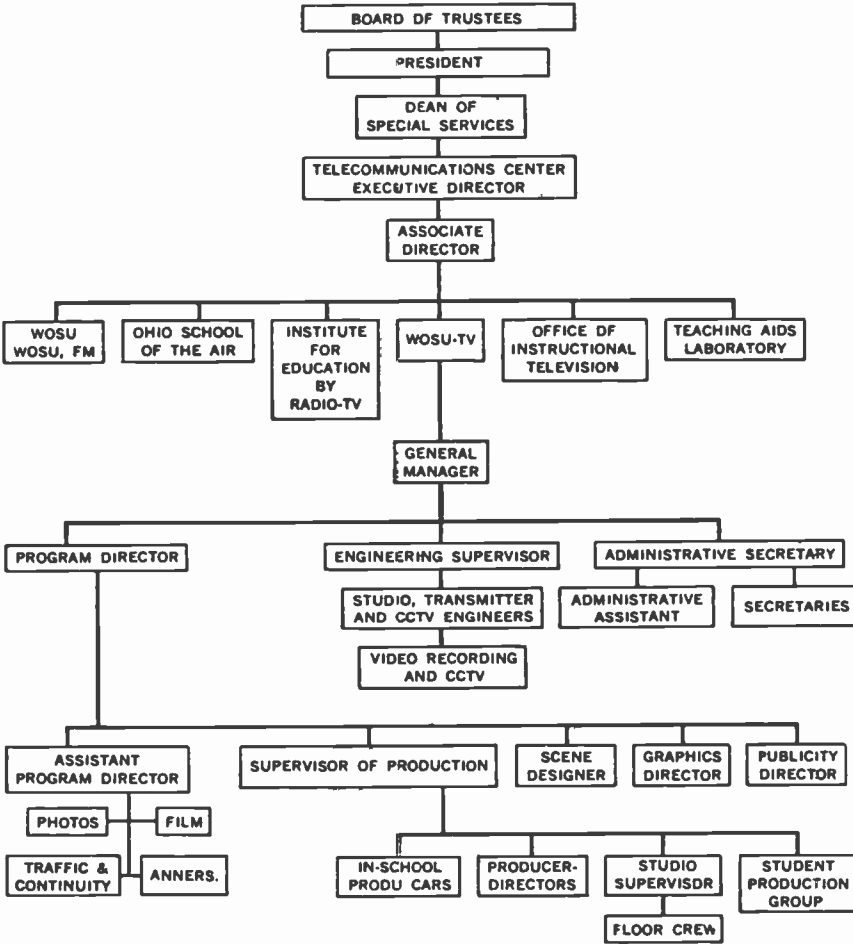 BOARD DF TRUSTEES
PRESIDENT
DEAN OF
SPECIAL SERVICES
TELECOMMUNICATIONS CENTER
EXECUTIVE DIRECTOR
ASSOCIATE
DIRECTOR
WOSU
WOSU, FM
OHIO SCHOOL
OF THE AIR
INSTITUTE
FOR
EDUCATION
BY
RADIO-TV
WOSU-TV
OFFICE DF
INSTRUCTIONAL
TELEVISION
TEACHING AIDS
LABORATORY
GENERAL
MANAGER
PROGRAM DIRECTOR
ENGINEERING SUPERVISOR
ADMINISTRATIVE SECRETARY
STUDIO, TRANSMITTER
AND CCTV ENGINEERS
ADMINISTRATIVE
ASSISTANT
SECRETARIES
VIDEO RECORDING
AND CCTV
ASSISTANT
PROGRAM DIRECTOR
SUPERVISOR OF PRODUCTION
SCENE
DESIGNER
GRAPHICS
DIRECTOR
PUBLICITY
DIRECTOR
PHOTOS
FILM
TRAFFIC &
CONTINUITY
ANNERS.
IN-SCHOOL
PRODU CARS
PRODUCER-
DIRECTORS
STUDIO
SUPERVISDR
STUDENT
PRODUCTION
GROUP
FLOOR CREW